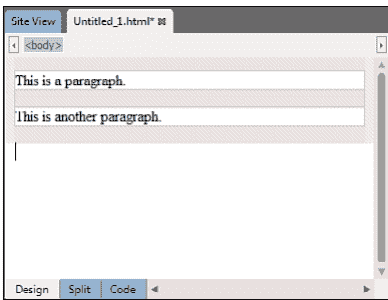 Site View Untitled_1.html*
<body>
This is a paragraph.
This is another paragraph.
Design Split Code